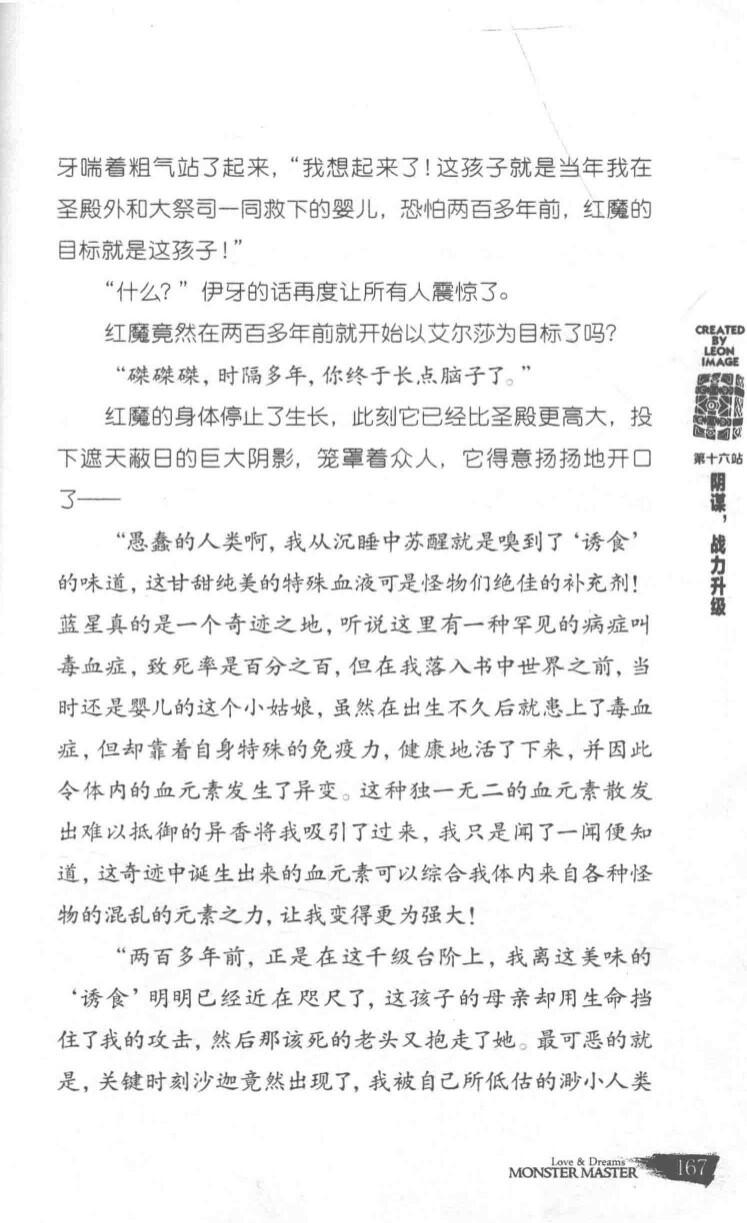 牙喘着粗气站了起来，“我想起来了！这孩子就是当年我在
圣殿外和大祭司一同救下的婴儿，恐怕两百多年前，红魔的
目标就是这孩子！”
“什么？”伊牙的话再度让所有人震惊了。
红魔竟然在两百多年前就开始以艾尔莎为目标了吗？
“磔磔磔，时隔多年，你终于长点脑子了。”
红魔的身体停止了生长，此刻它已经比圣殿更高大，投
下遮天蔽日的巨大阴影，笼罩着众人，它得意扬扬地开口
了——
“愚蠢的人类啊，我从沉睡中苏醒就是嗅到了‘诱食’
的味道，这甘甜纯美的特殊血液可是怪物们绝佳的补充剂！
蓝星真的是一个奇迹之地，听说这里有一种罕见的病症叫
毒血症，致死率是百分之百，但在我落入书中世界之前，当
时还是婴儿的这个小姑娘，虽然在出生不久后就患上了毒血
症，但却靠着自身特殊的免疫力，健康地活了下来，并因此
令体内的血元素发生了异变。这种独一无二的血元素散发
出难以抵御的异香将我吸引了过来，我只是闻了一闻便知
道，这奇迹中诞生出来的血元素可以综合我体内来自各种怪
物的混乱的元素之力，让我变得更为强大！
“两百多年前，正是在这千级台阶上，我离这美味的
‘诱食’明明已经近在咫尺了，这孩子的母亲却用生命挡
住了我的攻击，然后那该死的老头又抱走了她。最可恶的就
是，关键时刻沙迦竟然出现了，我被自己所低估的渺小人类
CREATED
BY
LEON
IMAGE
第十六站
阴谋，战力升级
Love & Dreams
MONSTER MASTER
167